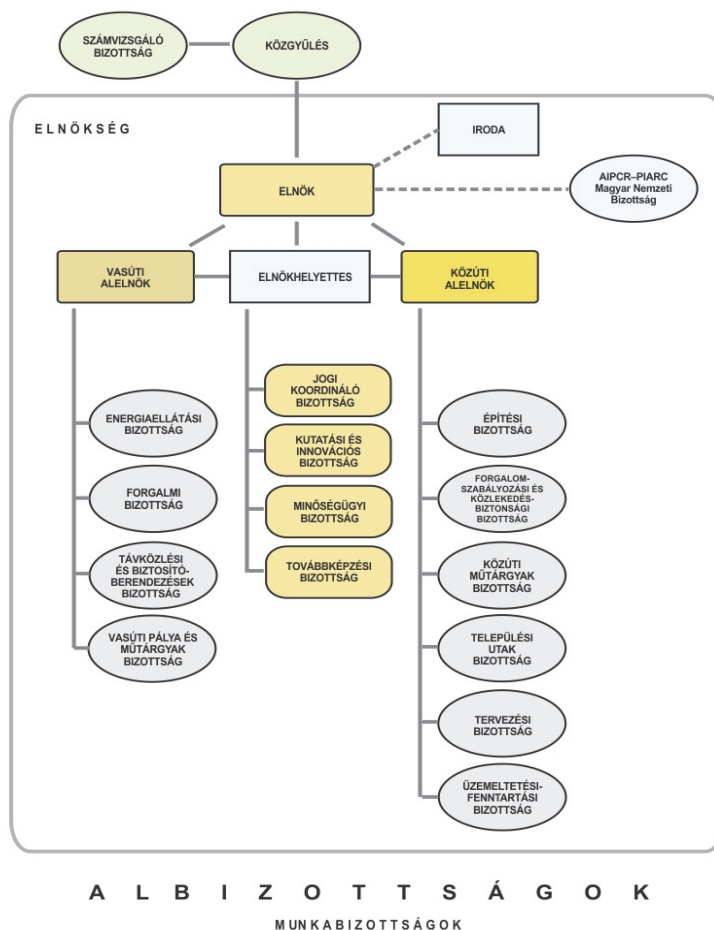 SZÁMVIZSGÁLÓ
BIZOTTSÁG
KÖZGYŰLÉS
ELNÖKSÉG
IRODA
ELNÖK
AIPCR–PIARC
Magyar Nemzeti
Bizottság
VASÚTI
ALELNÖK
ELNÖKHELYETTES
KÖZÚTI
ALELNÖK
ENERGIAELLÁTÁSI
BIZOTTSÁG
FORGALMI
BIZOTTSÁG
TÁVKÖZLÉSI
ÉS BIZTOSÍTÓ-
BERENDEZÉSEK
BIZOTTSÁG
VASÚTI PÁLYA ÉS
MŰTÁRGYAK
BIZOTTSÁG
JOGI
KOORDINÁLÓ
BIZOTTSÁG
KUTATÁSI ÉS
INNOVÁCIÓS
BIZOTTSÁG
MINŐSÉGÜGYI
BIZOTTSÁG
TOVÁBBKÉPZÉSI
BIZOTTSÁG
ÉPÍTÉSI
BIZOTTSÁG
FORGALOM-
SZABÁLYOZÁSI ÉS
KÖZLEKEDÉS-
BIZTONSÁGI
BIZOTTSÁG
KÖZÚTI
MŰTÁRGYAK
BIZOTTSÁG
TELEPÜLÉSI
UTAK
BIZOTTSÁG
TERVEZÉSI
BIZOTTSÁG
ÜZEMELTETÉSI-
FENNTARTÁSI
BIZOTTSÁG
ALBIZOTTSÁGOK
MUNKABIZOTTSÁGOK